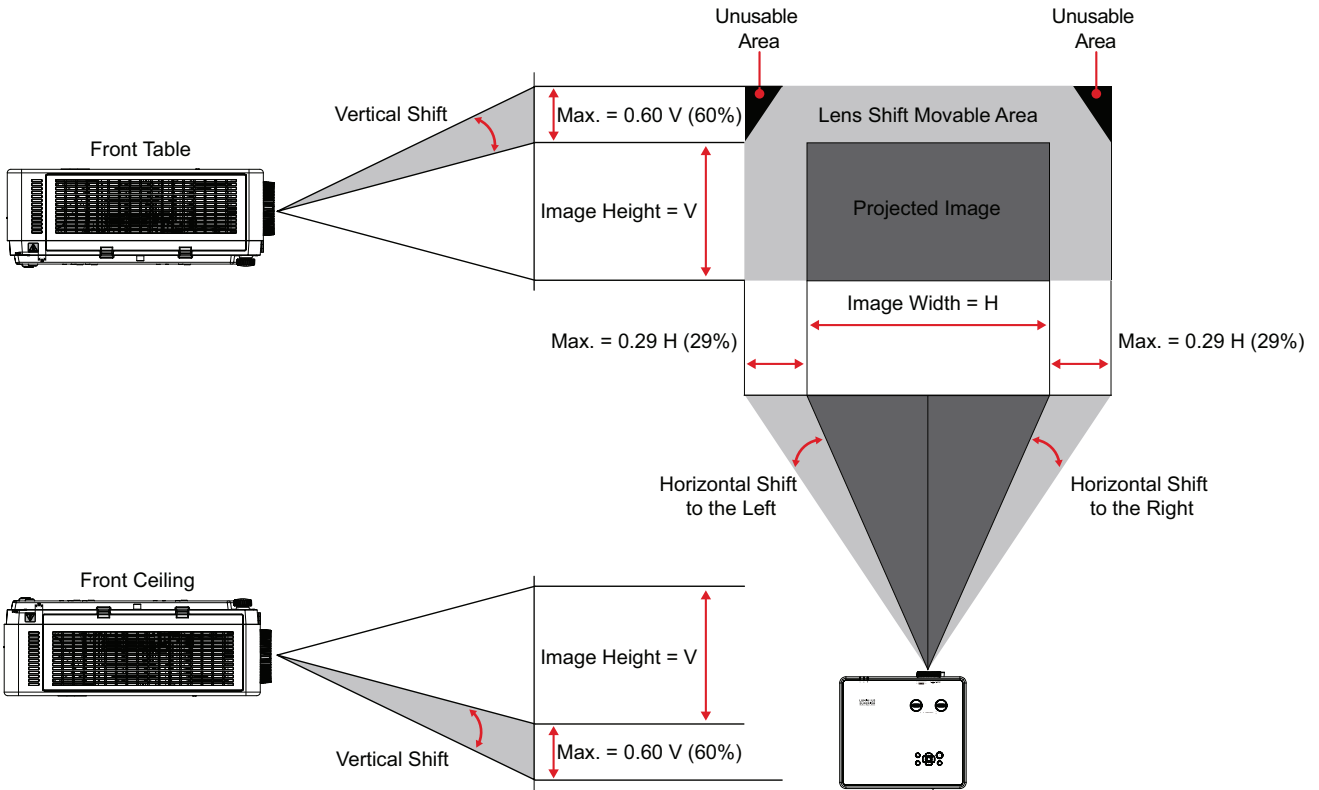 Unusable
Area
Unusable
Area
Vertical Shift
Max. = 0.60 V (60%)
Lens Shift Movable Area
Front Table
Image Height = V
Projected Image
Image Width = H
Max. = 0.29 H (29%)
Max. = 0.29 H (29%)
Horizontal Shift
to the Left
Horizontal Shift
to the Right
Front Ceiling
Image Height = V
Vertical Shift
Max. = 0.60 V (60%)